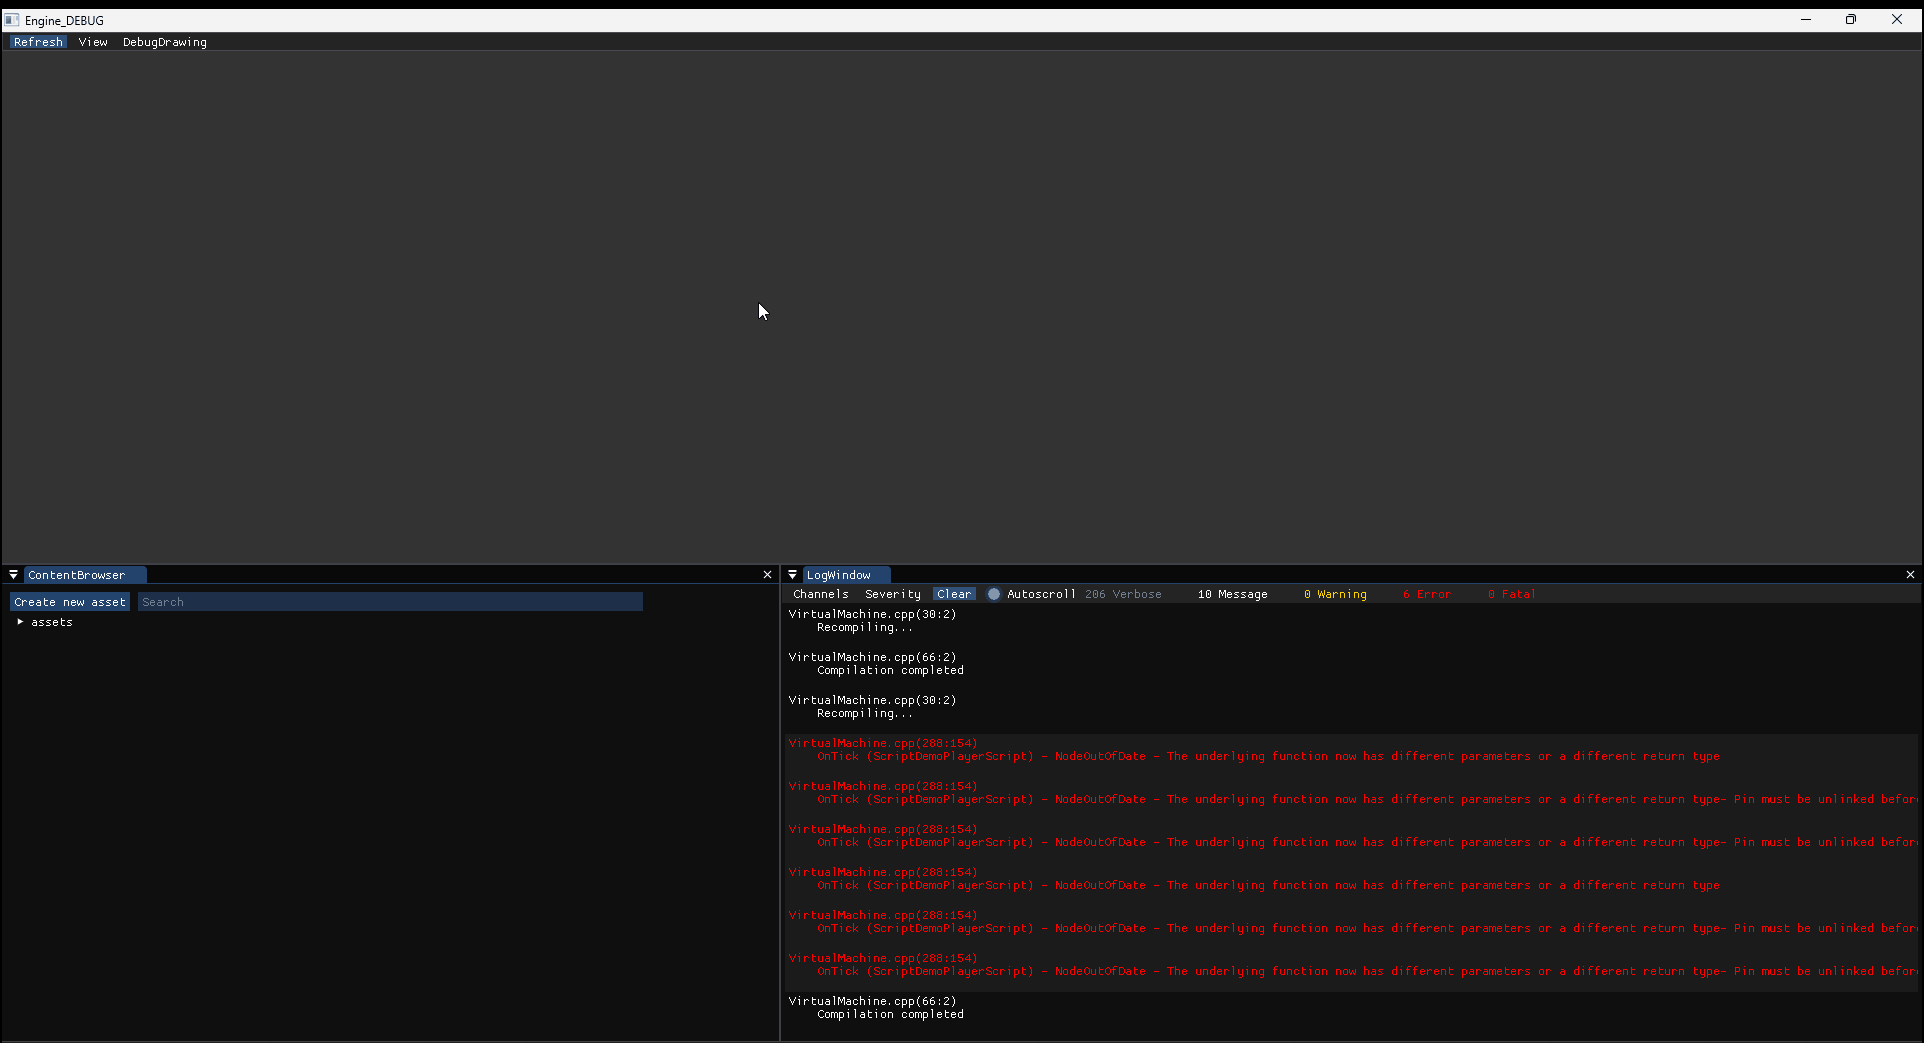 Engine_DEBUG
Refresh View DebugDrawing
ContentBrowser
Create new asset Search
assets
LogWindow
Channels Severity Clear Autoscroll 206 Verbose 10 Message 0 Warning 6 Error 0 Fatal
VirtualMachine.cpp(30:2)
Recompiling...
VirtualMachine.cpp(66:2)
Compilation completed
VirtualMachine.cpp(30:2)
Recompiling...
VirtualMachine.cpp(288:154)
OnTick (ScriptDemoPlayerScript) - NodeOutOfDate - The underlying function now has different parameters or a different return type
VirtualMachine.cpp(288:154)
OnTick (ScriptDemoPlayerScript) - NodeOutOfDate - The underlying function now has different parameters or a different return type- Pin must be unlinked befor
VirtualMachine.cpp(288:154)
OnTick (ScriptDemoPlayerScript) - NodeOutOfDate - The underlying function now has different parameters or a different return type- Pin must be unlinked befor
VirtualMachine.cpp(288:154)
OnTick (ScriptDemoPlayerScript) - NodeOutOfDate - The underlying function now has different parameters or a different return type
VirtualMachine.cpp(288:154)
OnTick (ScriptDemoPlayerScript) - NodeOutOfDate - The underlying function now has different parameters or a different return type- Pin must be unlinked befor
VirtualMachine.cpp(288:154)
OnTick (ScriptDemoPlayerScript) - NodeOutOfDate - The underlying function now has different parameters or a different return type- Pin must be unlinked befor
VirtualMachine.cpp(66:2)
Compilation completed